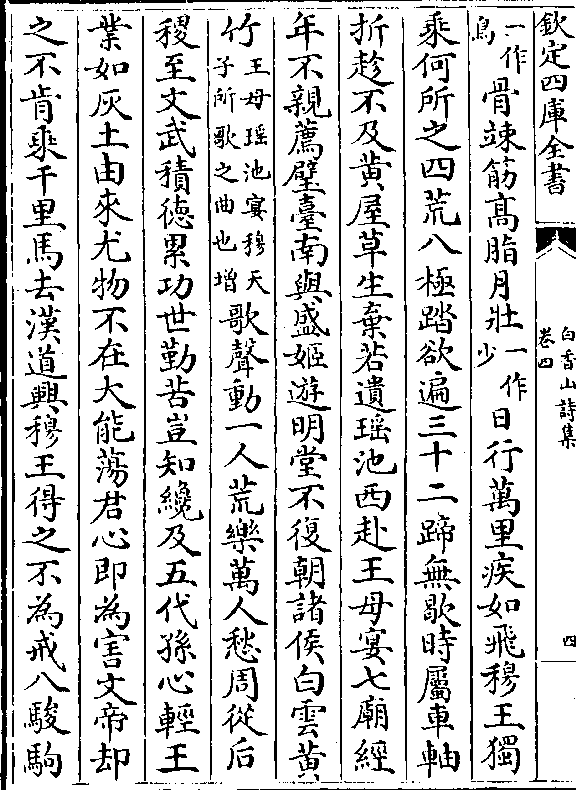 欽定四庫全書
白香山詩集
卷四
四
一作鳥骨竦筋高脂月壯一作少日行萬里疾如飛穆王獨
乘何所之四荒八極踏欲遍三十二蹄無歇時屬車軸
折趁不及黃屋草生棄若遺瑶池西赴王母宴七廟經
年不親薦璧臺南與盛姬遊明堂不復朝諸侯白雲黃
竹王母瑶池宴穆天子所歌之曲也增歌聲動一人荒樂萬人愁周從后
稷至文武積德累功世勤苦豈知纔及五代孫心輕王
業如灰土由來尤物不在大能蕩君心即為害文帝却
之不肯乘千里馬去漢道興穆王得之不為戒八駿駒